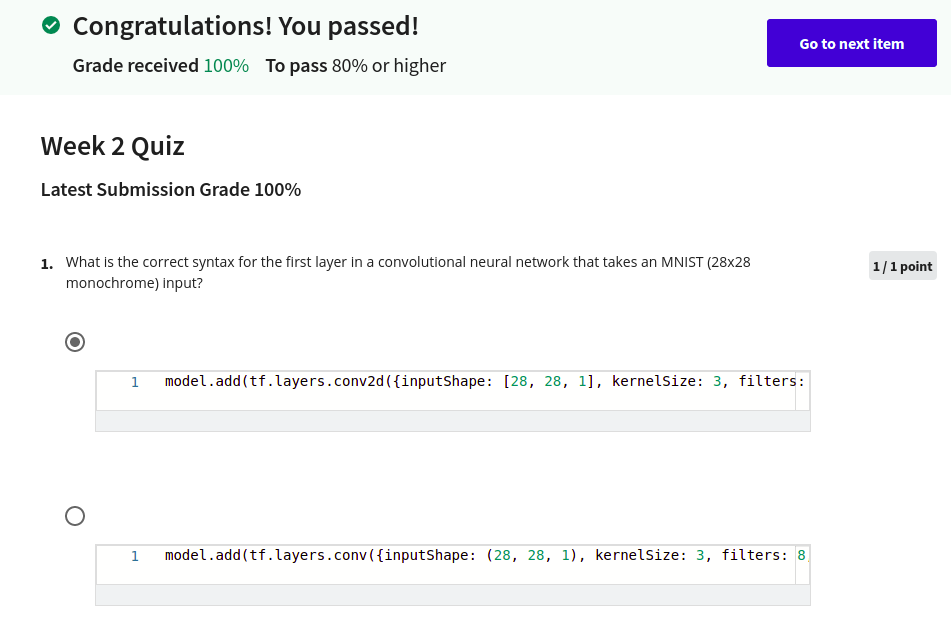 Congratulations! You passed!
Go to next item
Grade received 100% To pass 80% or higher
Week 2 Quiz
Latest Submission Grade 100%
1. What is the correct syntax for the first layer in a convolutional neural network that takes an MNIST (28x28
monochrome) input?
1 / 1 point
1 model.add(tf.layers.conv2d({inputShape: [28, 28, 1], kernelSize: 3, filters:
1 model.add(tf.layers.conv({inputShape: (28, 28, 1), kernelSize: 3, filters: 8